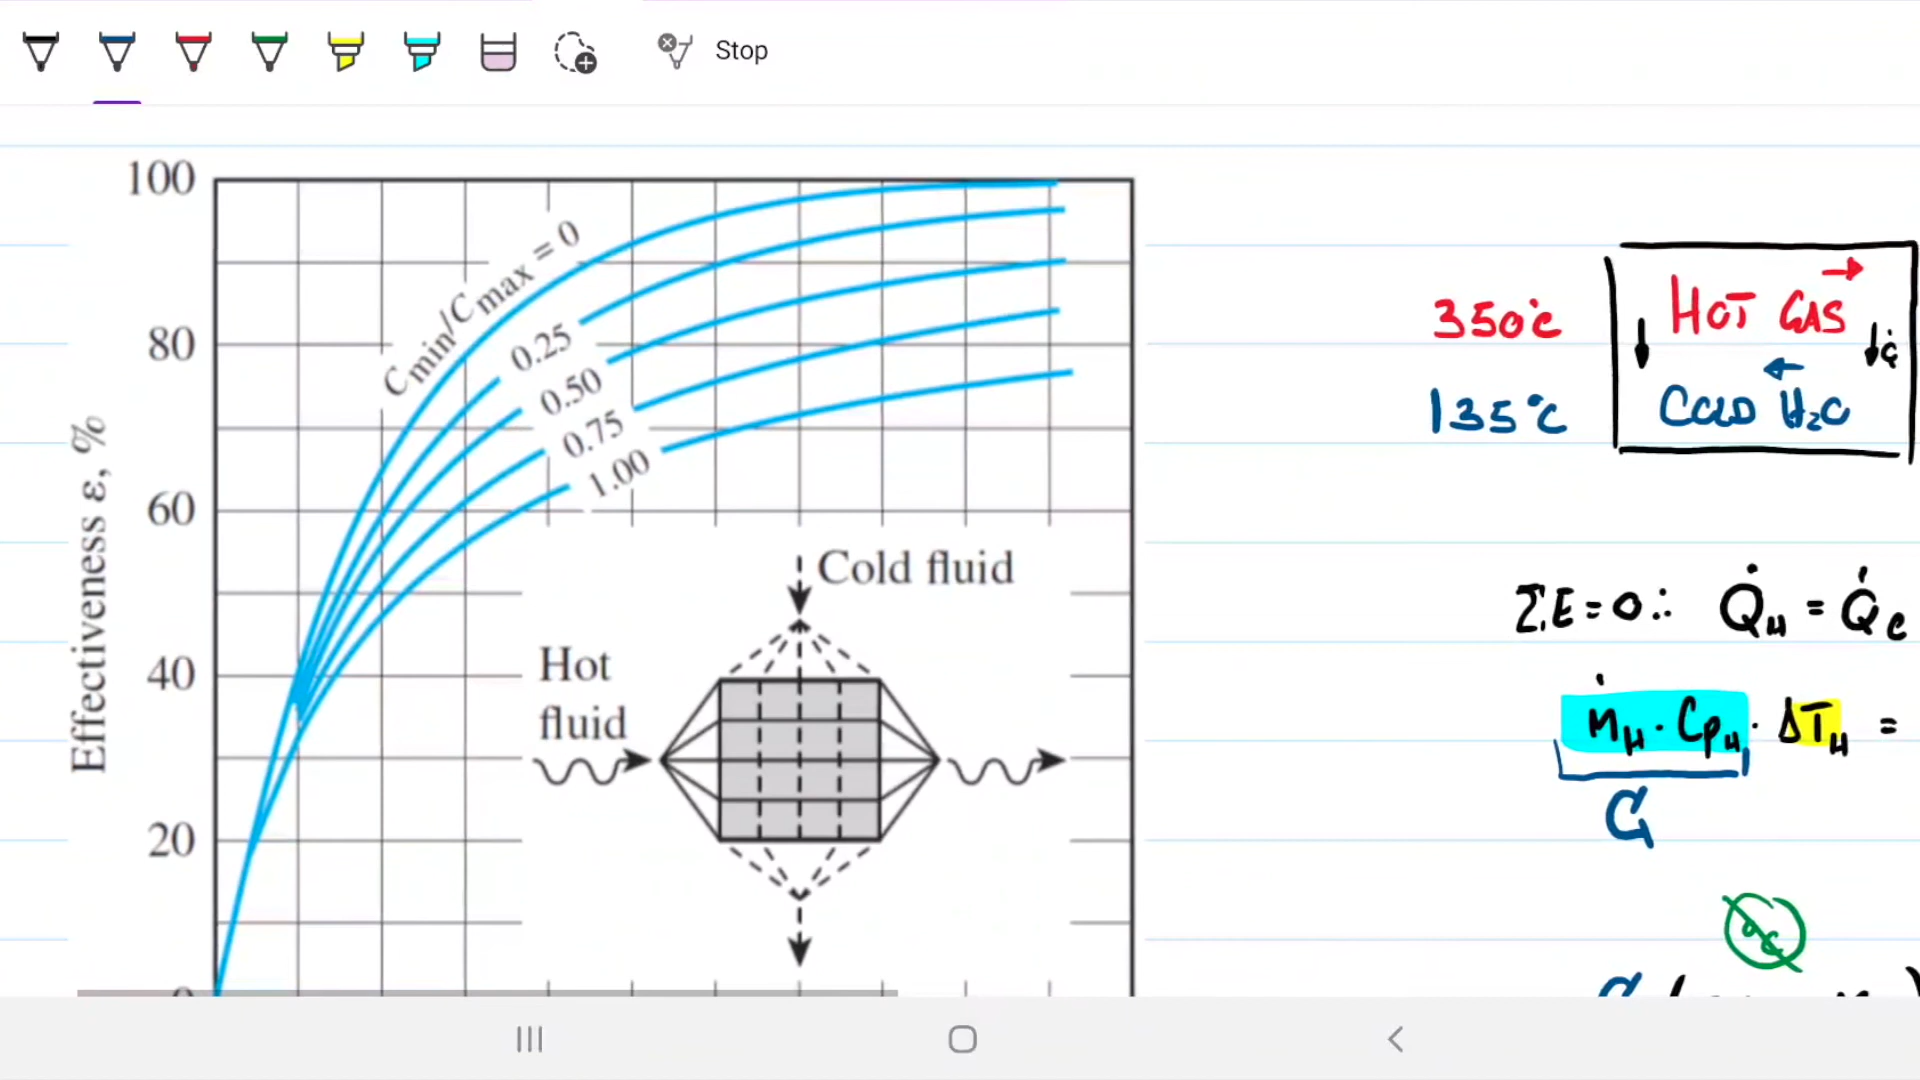 Stop
100
80
60
40
20
0
Effectiveness ε, %
Cmin/Cmax = 0
0.25
0.50
0.75
1.00
Cold fluid
Hot
fluid
350°C
HOT GAS
135°C
COLD H₂O
ΣE = 0 ∴ Q̇H = Q̇C
ṁH · CpH · ΔTH =
C